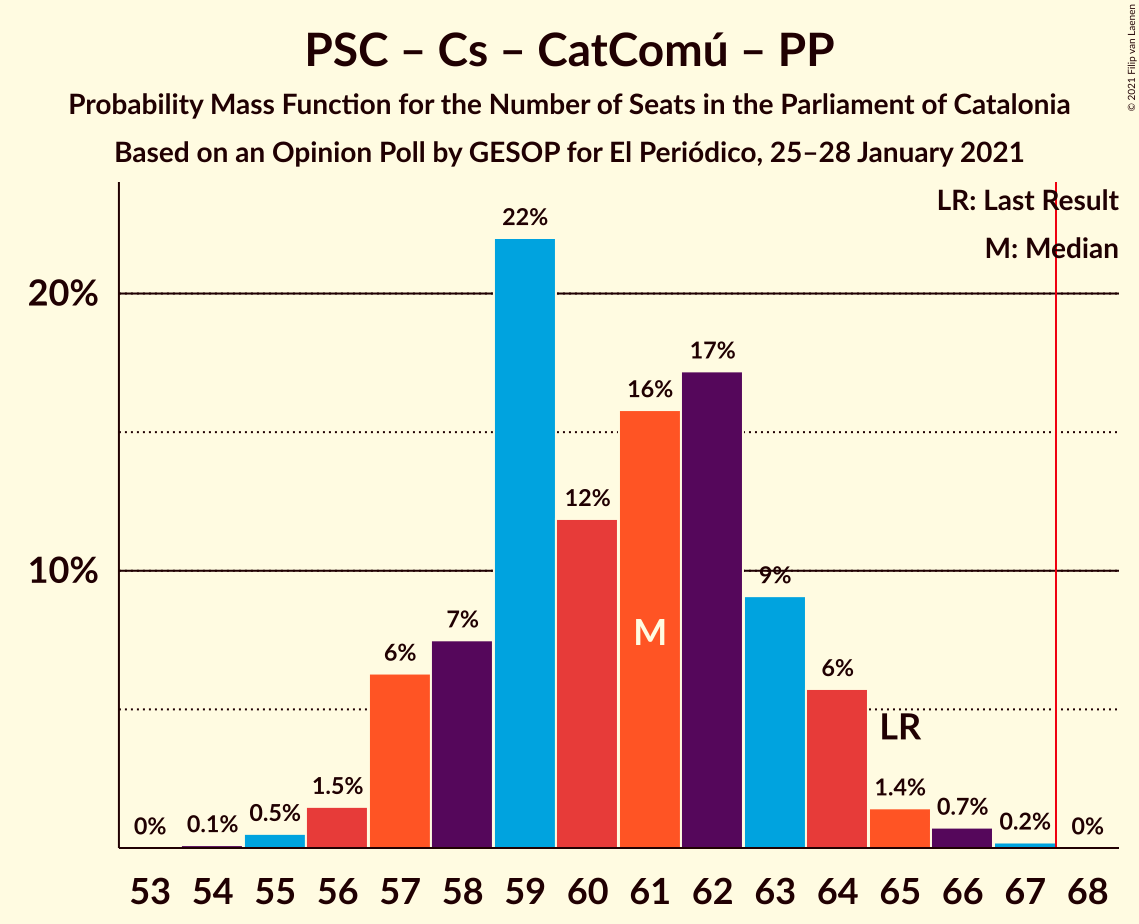 PSC – Cs – CatComú – PP
Probability Mass Function for the Number of Seats in the Parliament of Catalonia
Based on an Opinion Poll by GESOP for El Periódico, 25–28 January 2021
© 2021 Filip van Laenen
LR: Last Result
M: Median
20%
10%
0%
0.1%
0.5%
1.5%
6%
7%
22%
12%
16%
17%
9%
6%
1.4%
0.7%
0.2%
0%
M
LR
53 54 55 56 57 58 59 60 61 62 63 64 65 66 67 68